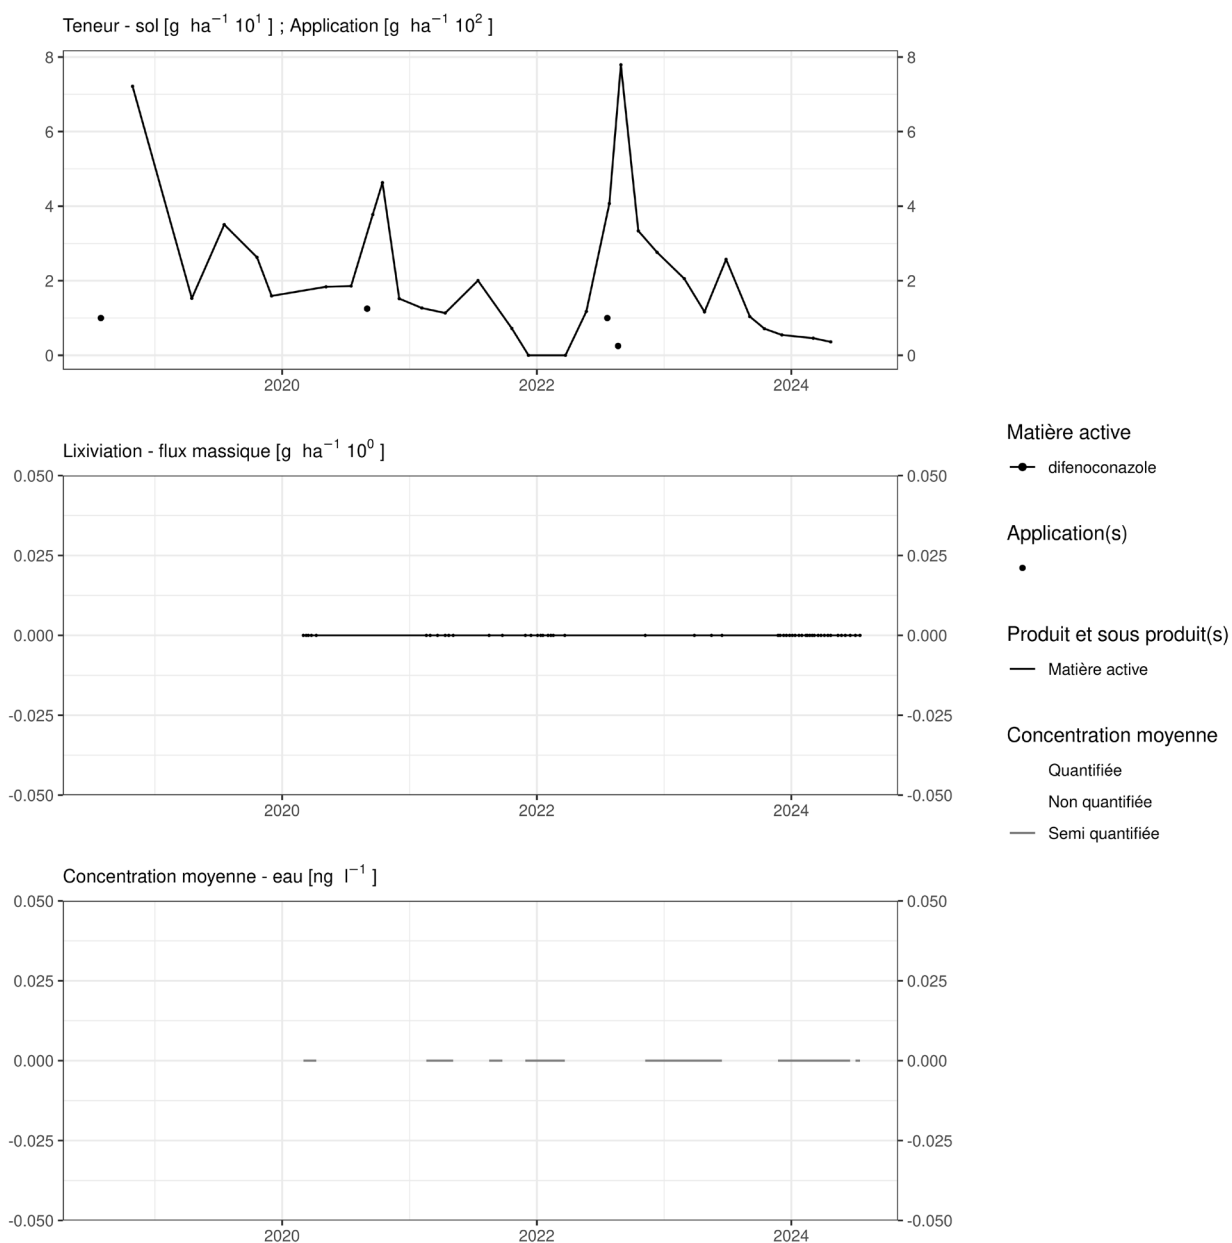 Teneur - sol [g ha⁻¹ 10¹ ] ; Application [g ha⁻¹ 10² ]
8 8
6 6
4 4
2 2
0 0
2020 2022 2024
Lixiviation - flux massique [g ha⁻¹ 10⁰ ]
0.050 0.050
0.025 0.025
0.000 0.000
-0.025 -0.025
-0.050 -0.050
2020 2022 2024
Concentration moyenne - eau [ng l⁻¹ ]
0.050 0.050
0.025 0.025
0.000 0.000
-0.025 -0.025
-0.050 -0.050
2020 2022 2024
Matière active
difenoconazole
Application(s)
Produit et sous produit(s)
Matière active
Concentration moyenne
Quantifiée
Non quantifiée
Semi quantifiée